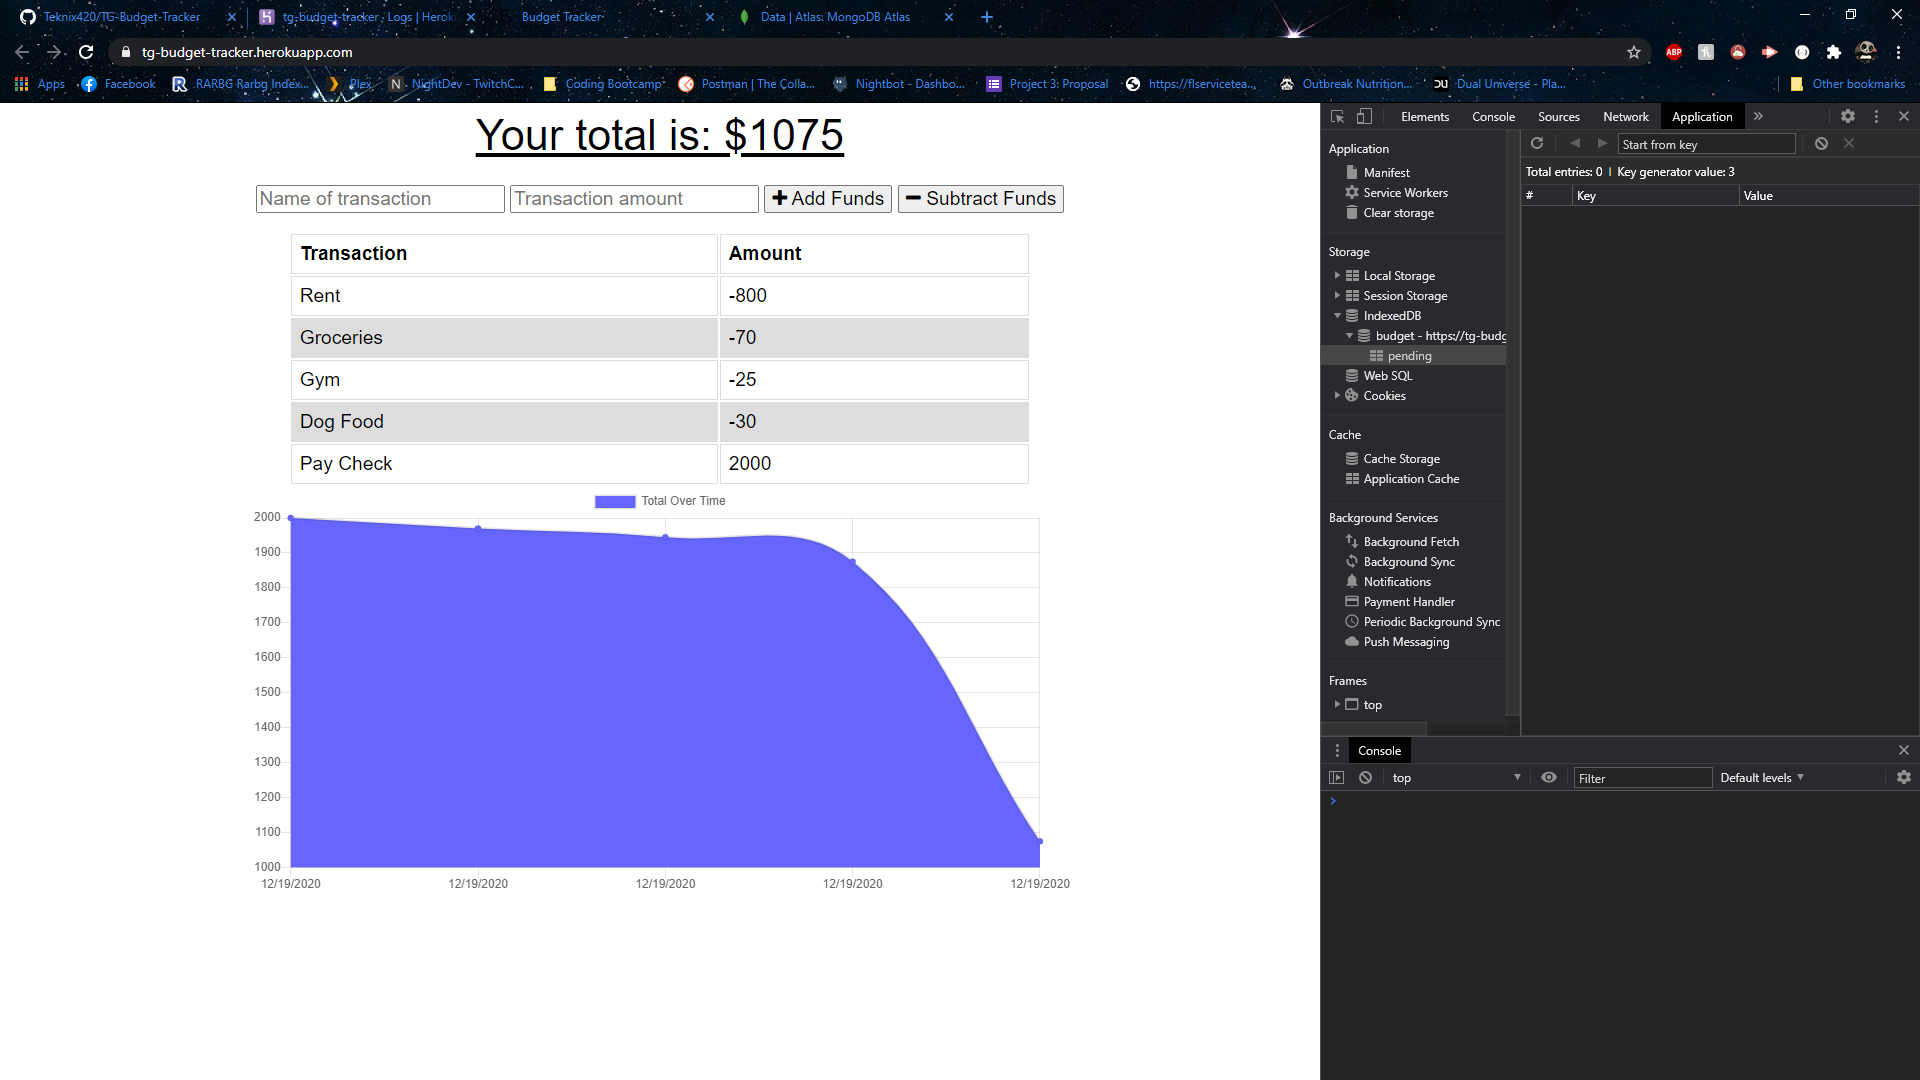 Teknix420/TG-Budget-Tracker
tg-budget-tracker · Logs | Herok
Budget Tracker
Data | Atlas: MongoDB Atlas
tg-budget-tracker.herokuapp.com
ABP
Apps
Facebook
RARBG Rarbg Index...
Plex
N
NightDev - TwitchC...
Coding Bootcamp
Postman | The Colla...
Nightbot - Dashbo...
Project 3: Proposal
https://flservicetea...
Outbreak Nutrition...
Dual Universe - Pla...
Other bookmarks
Your total is: $1075
Name of transaction
Transaction amount
Add Funds
Subtract Funds
Transaction Amount
Rent -800
Groceries -70
Gym -25
Dog Food -30
Pay Check 2000
Total Over Time
2000
1900
1800
1700
1600
1500
1400
1300
1200
1100
1000
12/19/2020 12/19/2020 12/19/2020 12/19/2020 12/19/2020
Elements Console Sources Network Application »
Application
Manifest
Service Workers
Clear storage
Storage
Local Storage
Session Storage
IndexedDB
budget - https://tg-budg
pending
Web SQL
Cookies
Cache
Cache Storage
Application Cache
Background Services
Background Fetch
Background Sync
Notifications
Payment Handler
Periodic Background Sync
Push Messaging
Frames
top
Start from key
Total entries: 0 | Key generator value: 3
# Key Value
Console
top
Filter
Default levels